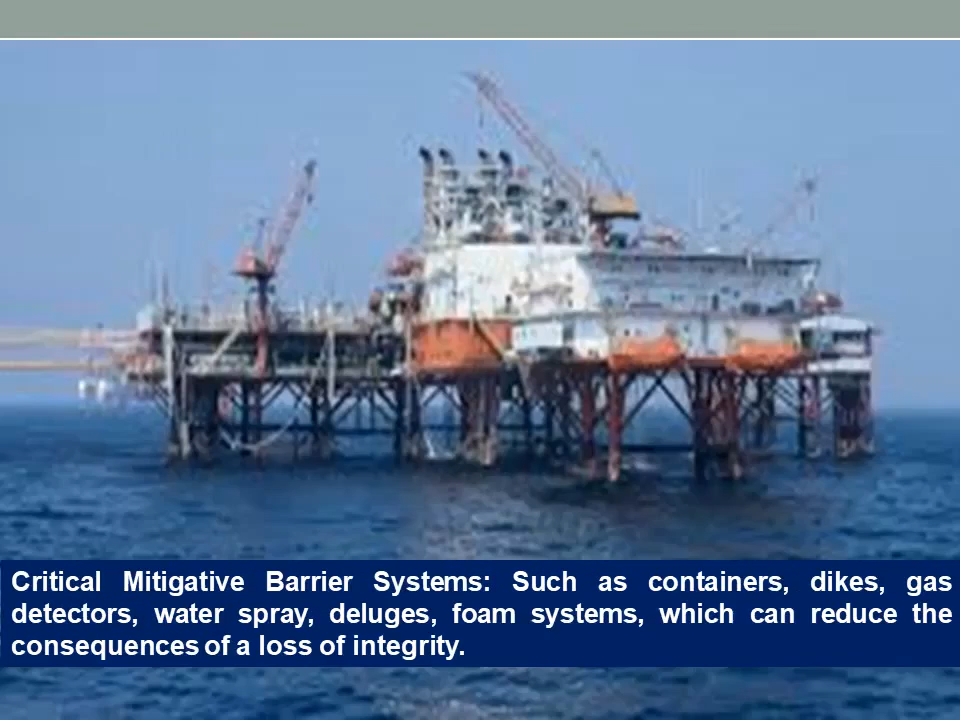 Critical Mitigative Barrier Systems: Such as containers, dikes, gas
detectors, water spray, deluges, foam systems, which can reduce the
consequences of a loss of integrity.